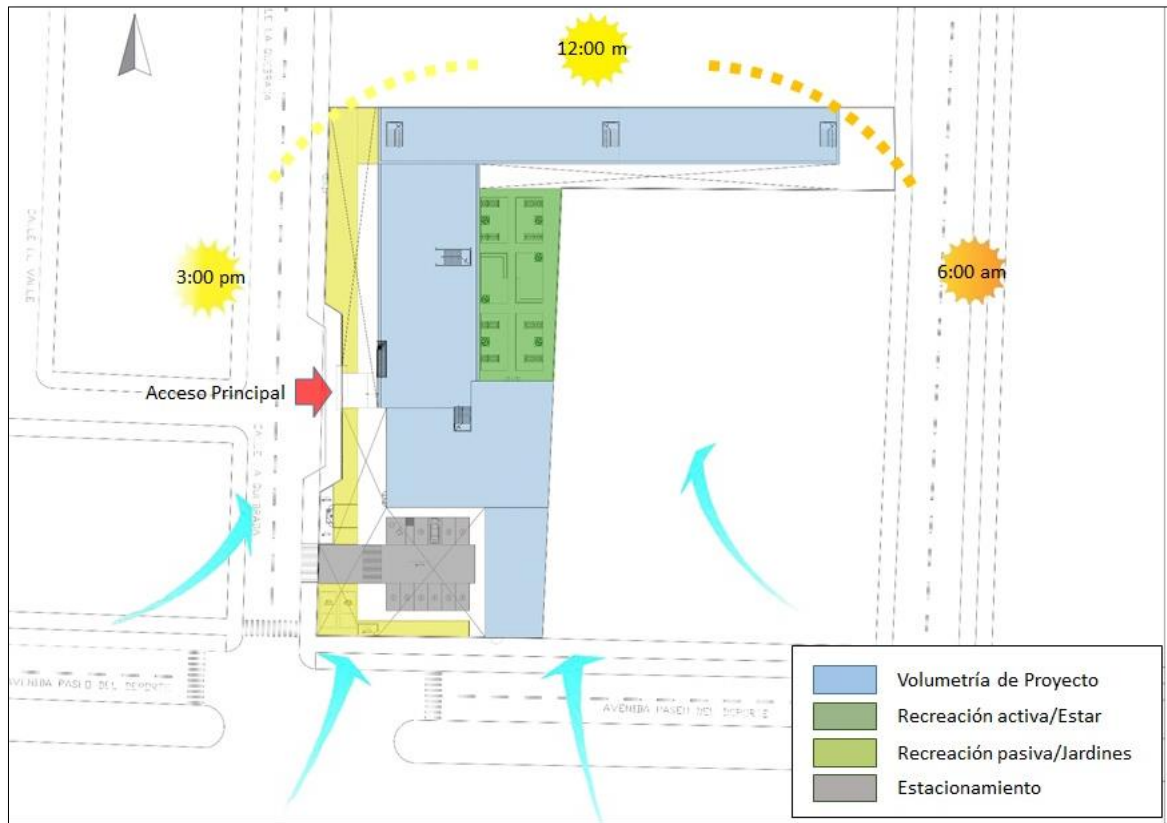 CALLE LA QUEBRADA
12:00 m
CALLE EL VALLE
3:00 pm
6:00 am
Acceso Principal
AVENIDA PASEO DEL DEPORTE
AVENIDA PASEO DEL DEPORTE
Volumetría de Proyecto
Recreación activa/Estar
Recreación pasiva/Jardines
Estacionamiento